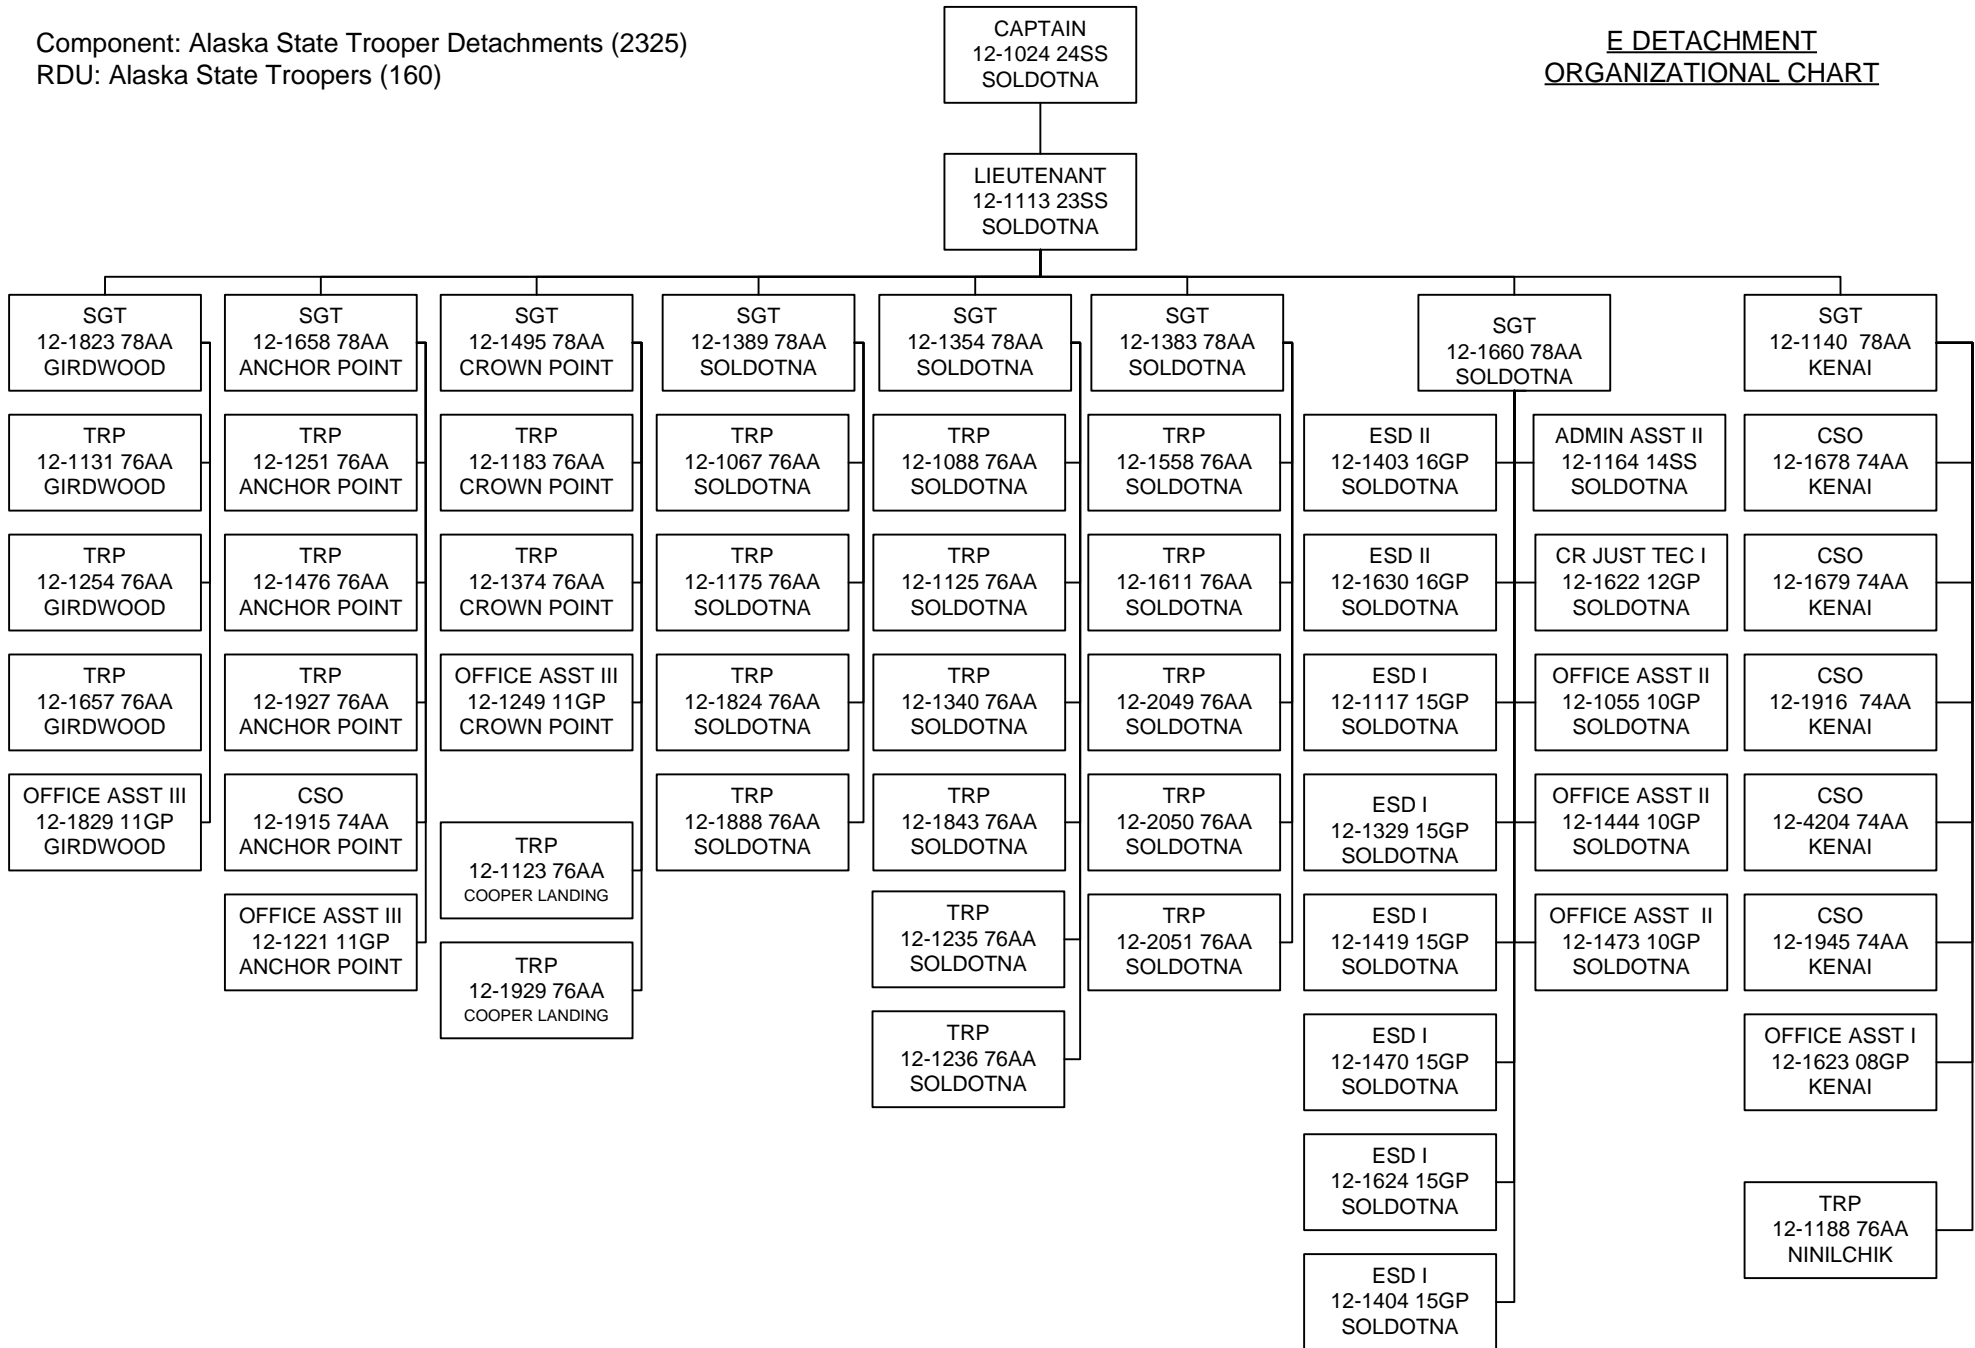 Component: Alaska State Trooper Detachments (2325)
RDU: Alaska State Troopers (160)
E DETACHMENT
ORGANIZATIONAL CHART
CAPTAIN
12-1024 24SS
SOLDOTNA
LIEUTENANT
12-1113 23SS
SOLDOTNA
SGT
12-1823 78AA
GIRDWOOD
TRP
12-1131 76AA
GIRDWOOD
TRP
12-1254 76AA
GIRDWOOD
TRP
12-1657 76AA
GIRDWOOD
OFFICE ASST III
12-1829 11GP
GIRDWOOD
SGT
12-1658 78AA
ANCHOR POINT
TRP
12-1251 76AA
ANCHOR POINT
TRP
12-1476 76AA
ANCHOR POINT
TRP
12-1927 76AA
ANCHOR POINT
CSO
12-1915 74AA
ANCHOR POINT
OFFICE ASST III
12-1221 11GP
ANCHOR POINT
SGT
12-1495 78AA
CROWN POINT
TRP
12-1183 76AA
CROWN POINT
TRP
12-1374 76AA
CROWN POINT
OFFICE ASST III
12-1249 11GP
CROWN POINT
TRP
12-1123 76AA
COOPER LANDING
TRP
12-1929 76AA
COOPER LANDING
SGT
12-1389 78AA
SOLDOTNA
TRP
12-1067 76AA
SOLDOTNA
TRP
12-1175 76AA
SOLDOTNA
TRP
12-1824 76AA
SOLDOTNA
TRP
12-1888 76AA
SOLDOTNA
SGT
12-1354 78AA
SOLDOTNA
TRP
12-1088 76AA
SOLDOTNA
TRP
12-1125 76AA
SOLDOTNA
TRP
12-1340 76AA
SOLDOTNA
TRP
12-1843 76AA
SOLDOTNA
TRP
12-1235 76AA
SOLDOTNA
TRP
12-1236 76AA
SOLDOTNA
SGT
12-1383 78AA
SOLDOTNA
TRP
12-1558 76AA
SOLDOTNA
TRP
12-1611 76AA
SOLDOTNA
TRP
12-2049 76AA
SOLDOTNA
TRP
12-2050 76AA
SOLDOTNA
TRP
12-2051 76AA
SOLDOTNA
SGT
12-1660 78AA
SOLDOTNA
ESD II
12-1403 16GP
SOLDOTNA
ESD II
12-1630 16GP
SOLDOTNA
ESD I
12-1117 15GP
SOLDOTNA
ESD I
12-1329 15GP
SOLDOTNA
ESD I
12-1419 15GP
SOLDOTNA
ESD I
12-1470 15GP
SOLDOTNA
ESD I
12-1624 15GP
SOLDOTNA
ESD I
12-1404 15GP
SOLDOTNA
ADMIN ASST II
12-1164 14SS
SOLDOTNA
CR JUST TEC I
12-1622 12GP
SOLDOTNA
OFFICE ASST II
12-1055 10GP
SOLDOTNA
OFFICE ASST II
12-1444 10GP
SOLDOTNA
OFFICE ASST II
12-1473 10GP
SOLDOTNA
SGT
12-1140 78AA
KENAI
CSO
12-1678 74AA
KENAI
CSO
12-1679 74AA
KENAI
CSO
12-1916 74AA
KENAI
CSO
12-4204 74AA
KENAI
CSO
12-1945 74AA
KENAI
OFFICE ASST I
12-1623 08GP
KENAI
TRP
12-1188 76AA
NINILCHIK